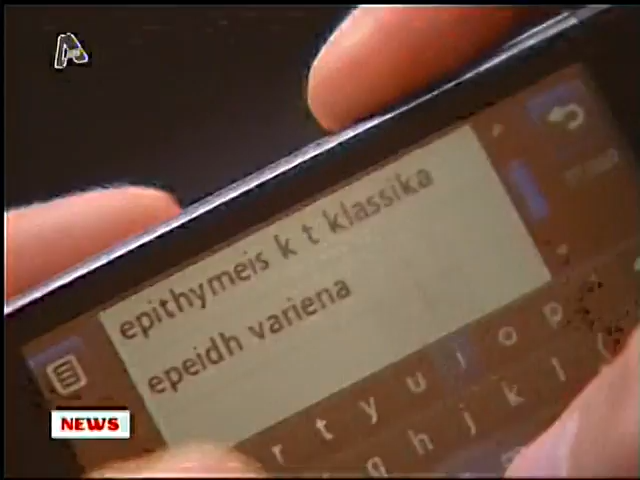 epithymeis k t klassika
epeidh variena
r t y u i o p
g h j k l
NEWS